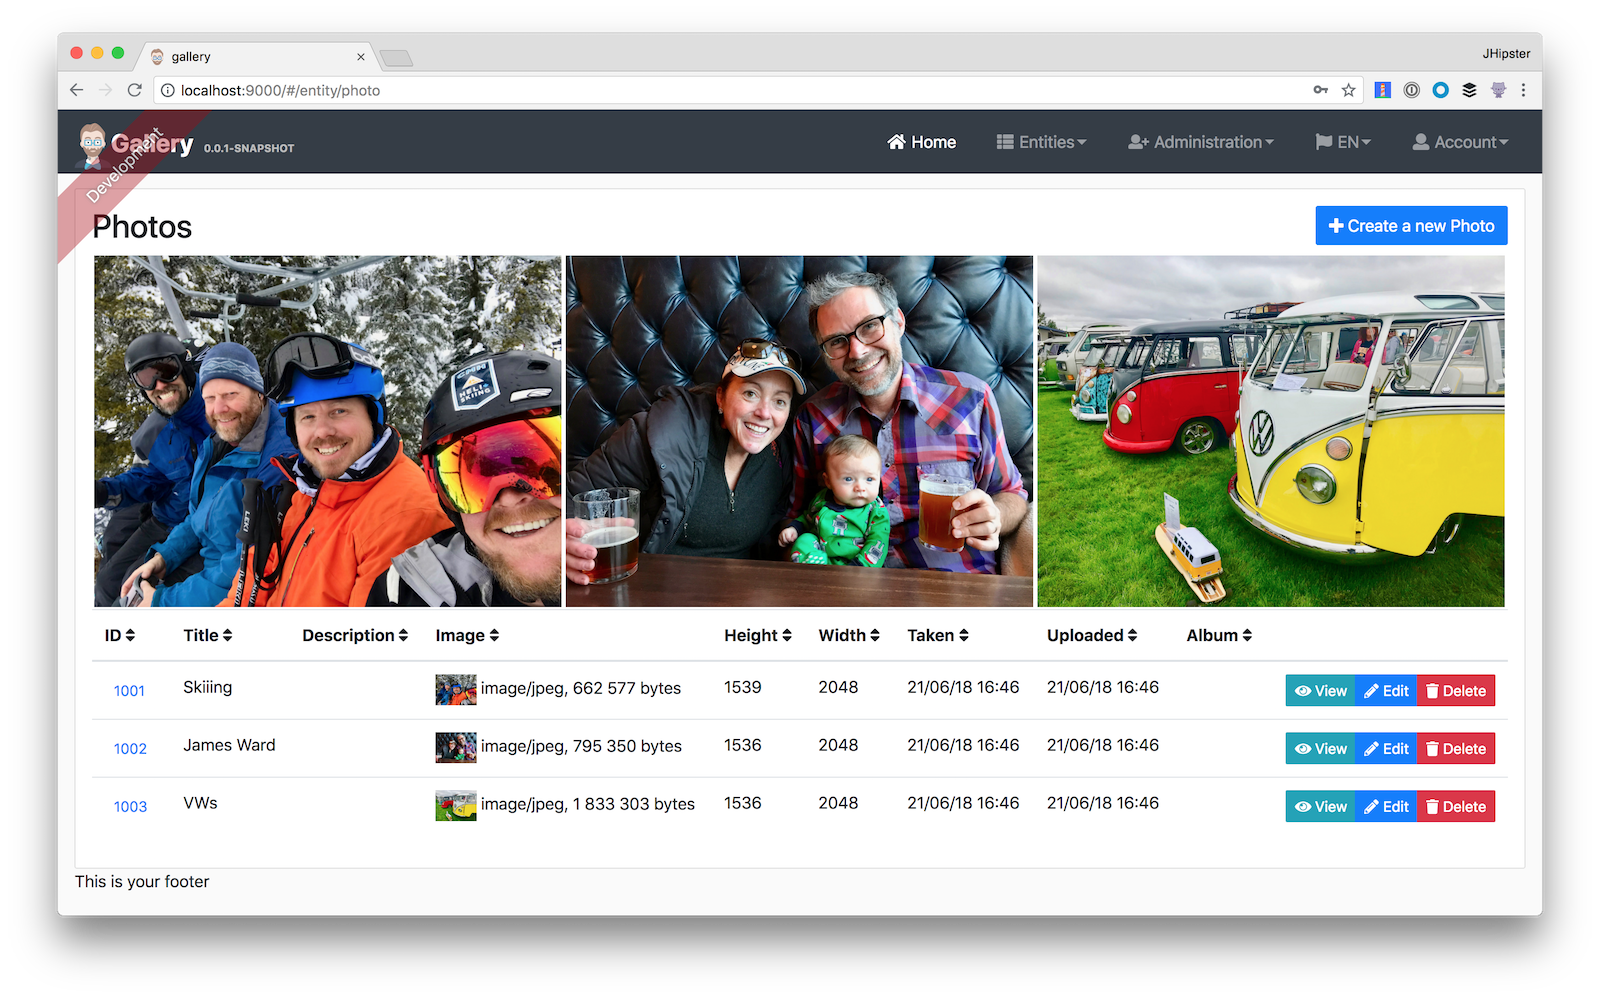 gallery
JHipster
localhost:9000/#/entity/photo
Gallery 0.0.1-SNAPSHOT
Development
Home Entities Administration EN Account
Photos
Create a new Photo
HELI-
SKIING
LEKI
ID Title Description Image Height Width Taken Uploaded Album
1001 Skiiing image/jpeg, 662 577 bytes 1539 2048 21/06/18 16:46 21/06/18 16:46 View Edit Delete
1002 James Ward image/jpeg, 795 350 bytes 1536 2048 21/06/18 16:46 21/06/18 16:46 View Edit Delete
1003 VWs image/jpeg, 1 833 303 bytes 1536 2048 21/06/18 16:46 21/06/18 16:46 View Edit Delete
This is your footer